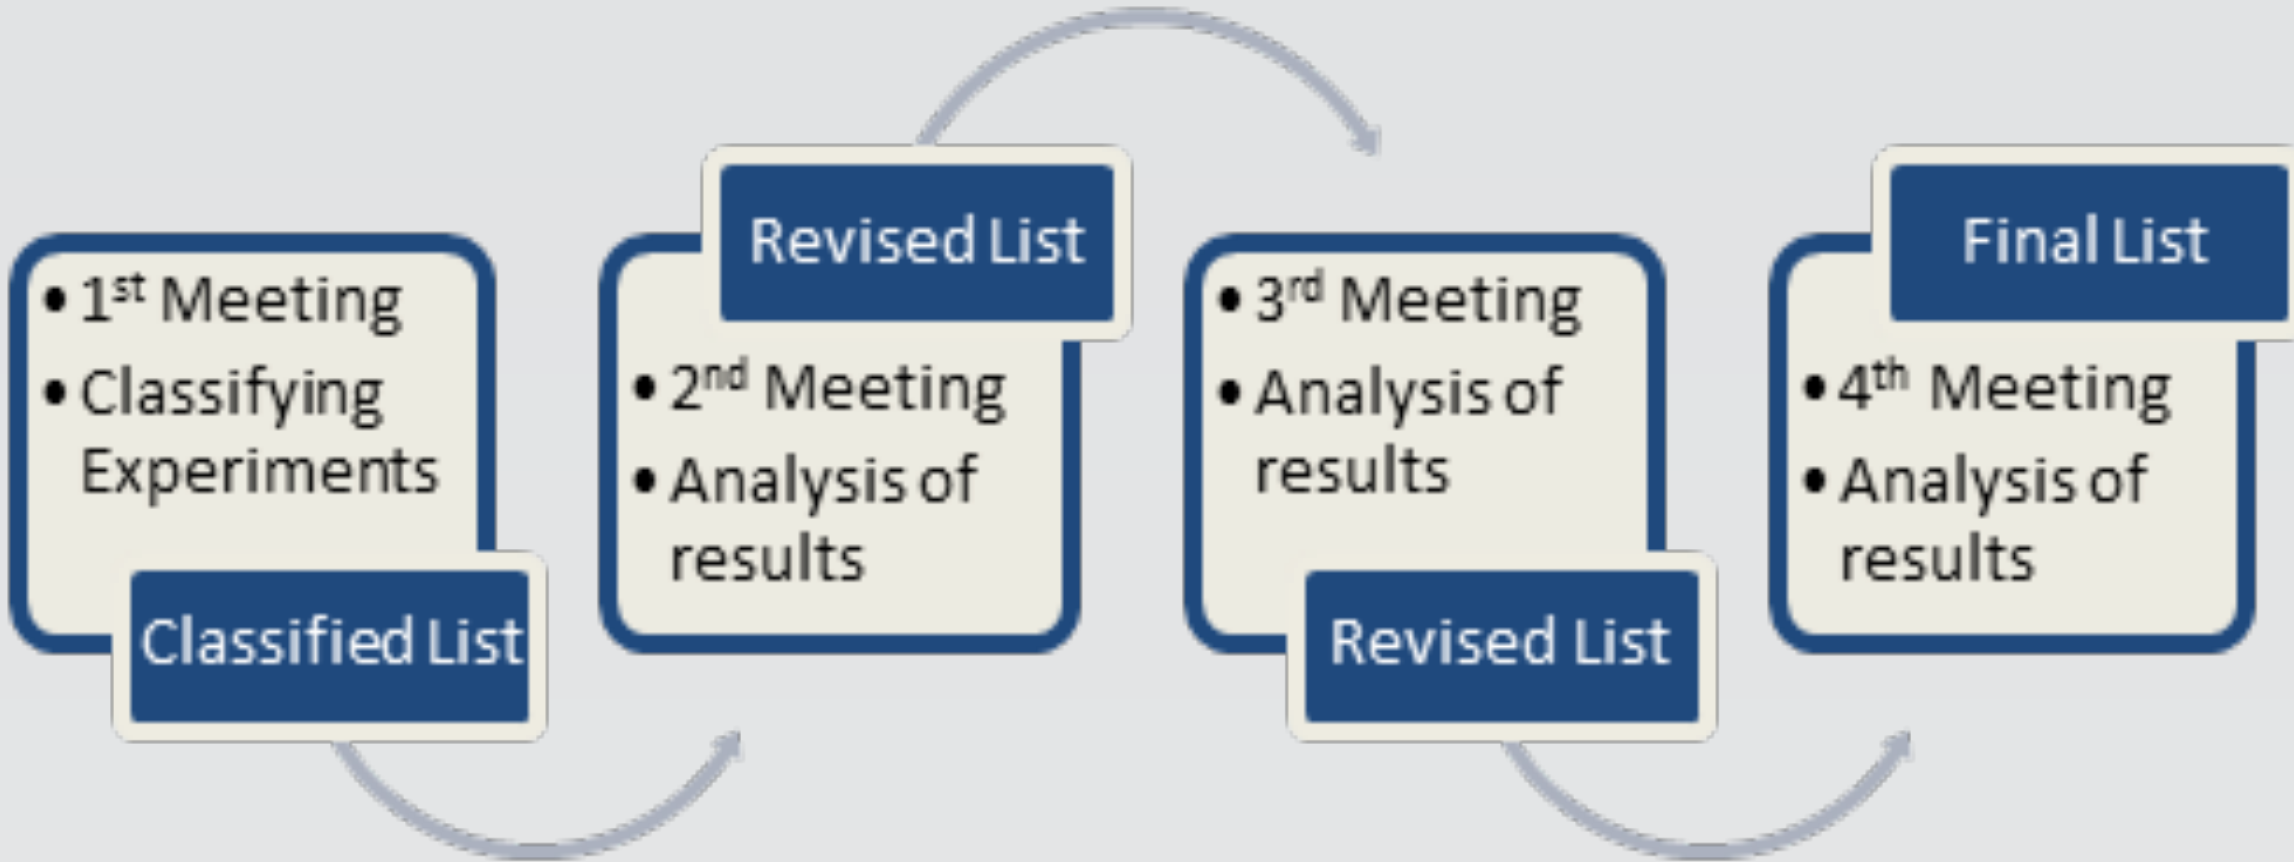 • 1st Meeting
• Classifying
Experiments
Classified List
Revised List
• 2nd Meeting
• Analysis of
results
• 3rd Meeting
• Analysis of
results
Revised List
Final List
• 4th Meeting
• Analysis of
results